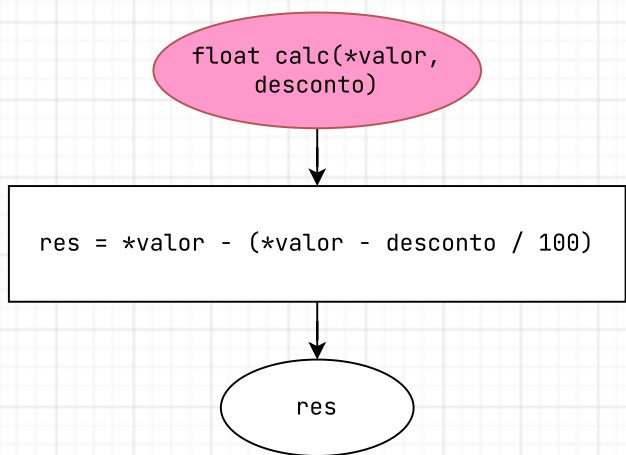 float calc(*valor,
desconto)
res = *valor - (*valor - desconto / 100)
res